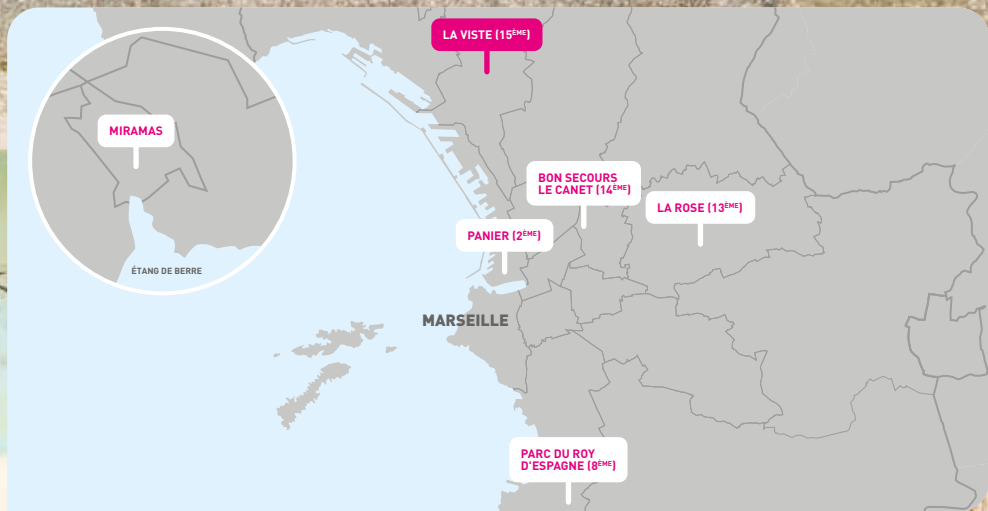 LA VISTE (15ÈME)
MIRAMAS
BON SECOURS
LE CANET (14ÈME)
LA ROSE (13ÈME)
PANIER (2ÈME)
ÉTANG DE BERRE
MARSEILLE
PARC DU ROY
D'ESPAGNE (8ÈME)